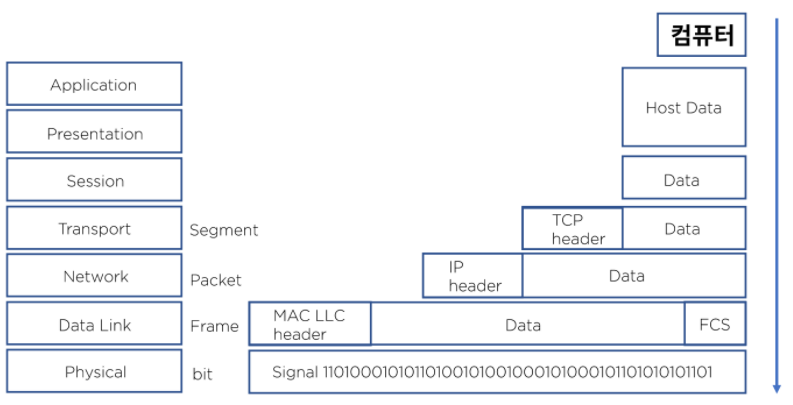 컴퓨터
Application
Host Data
Presentation
Session
Data
Transport
Segment
TCP
header
Data
Network
Packet
IP
header
Data
Data Link
Frame
MAC LLC
header
Data
FCS
Physical
bit
Signal 11010001010110100101001000101000101101010101101